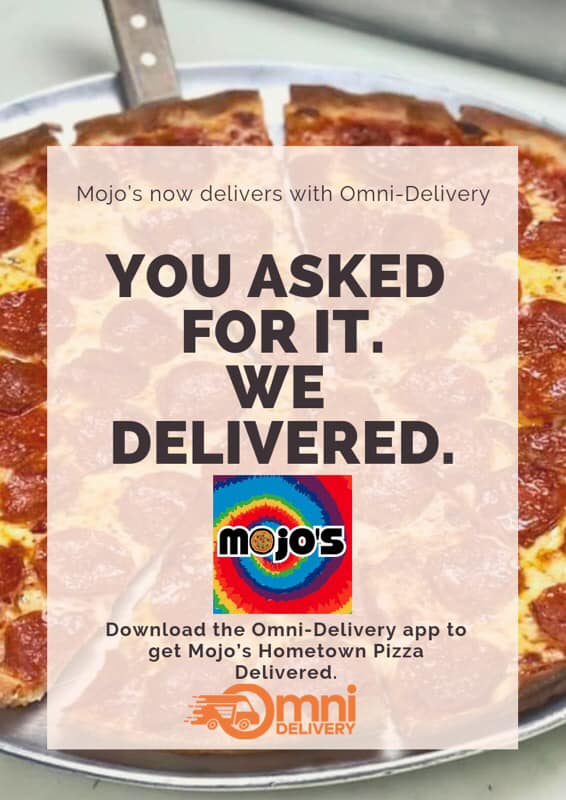 Mojo’s now delivers with Omni-Delivery
YOU ASKED
FOR IT.
WE
DELIVERED.
MOJO'S
Download the Omni-Delivery app to
get Mojo’s Hometown Pizza
Delivered.
Omni
DELIVERY